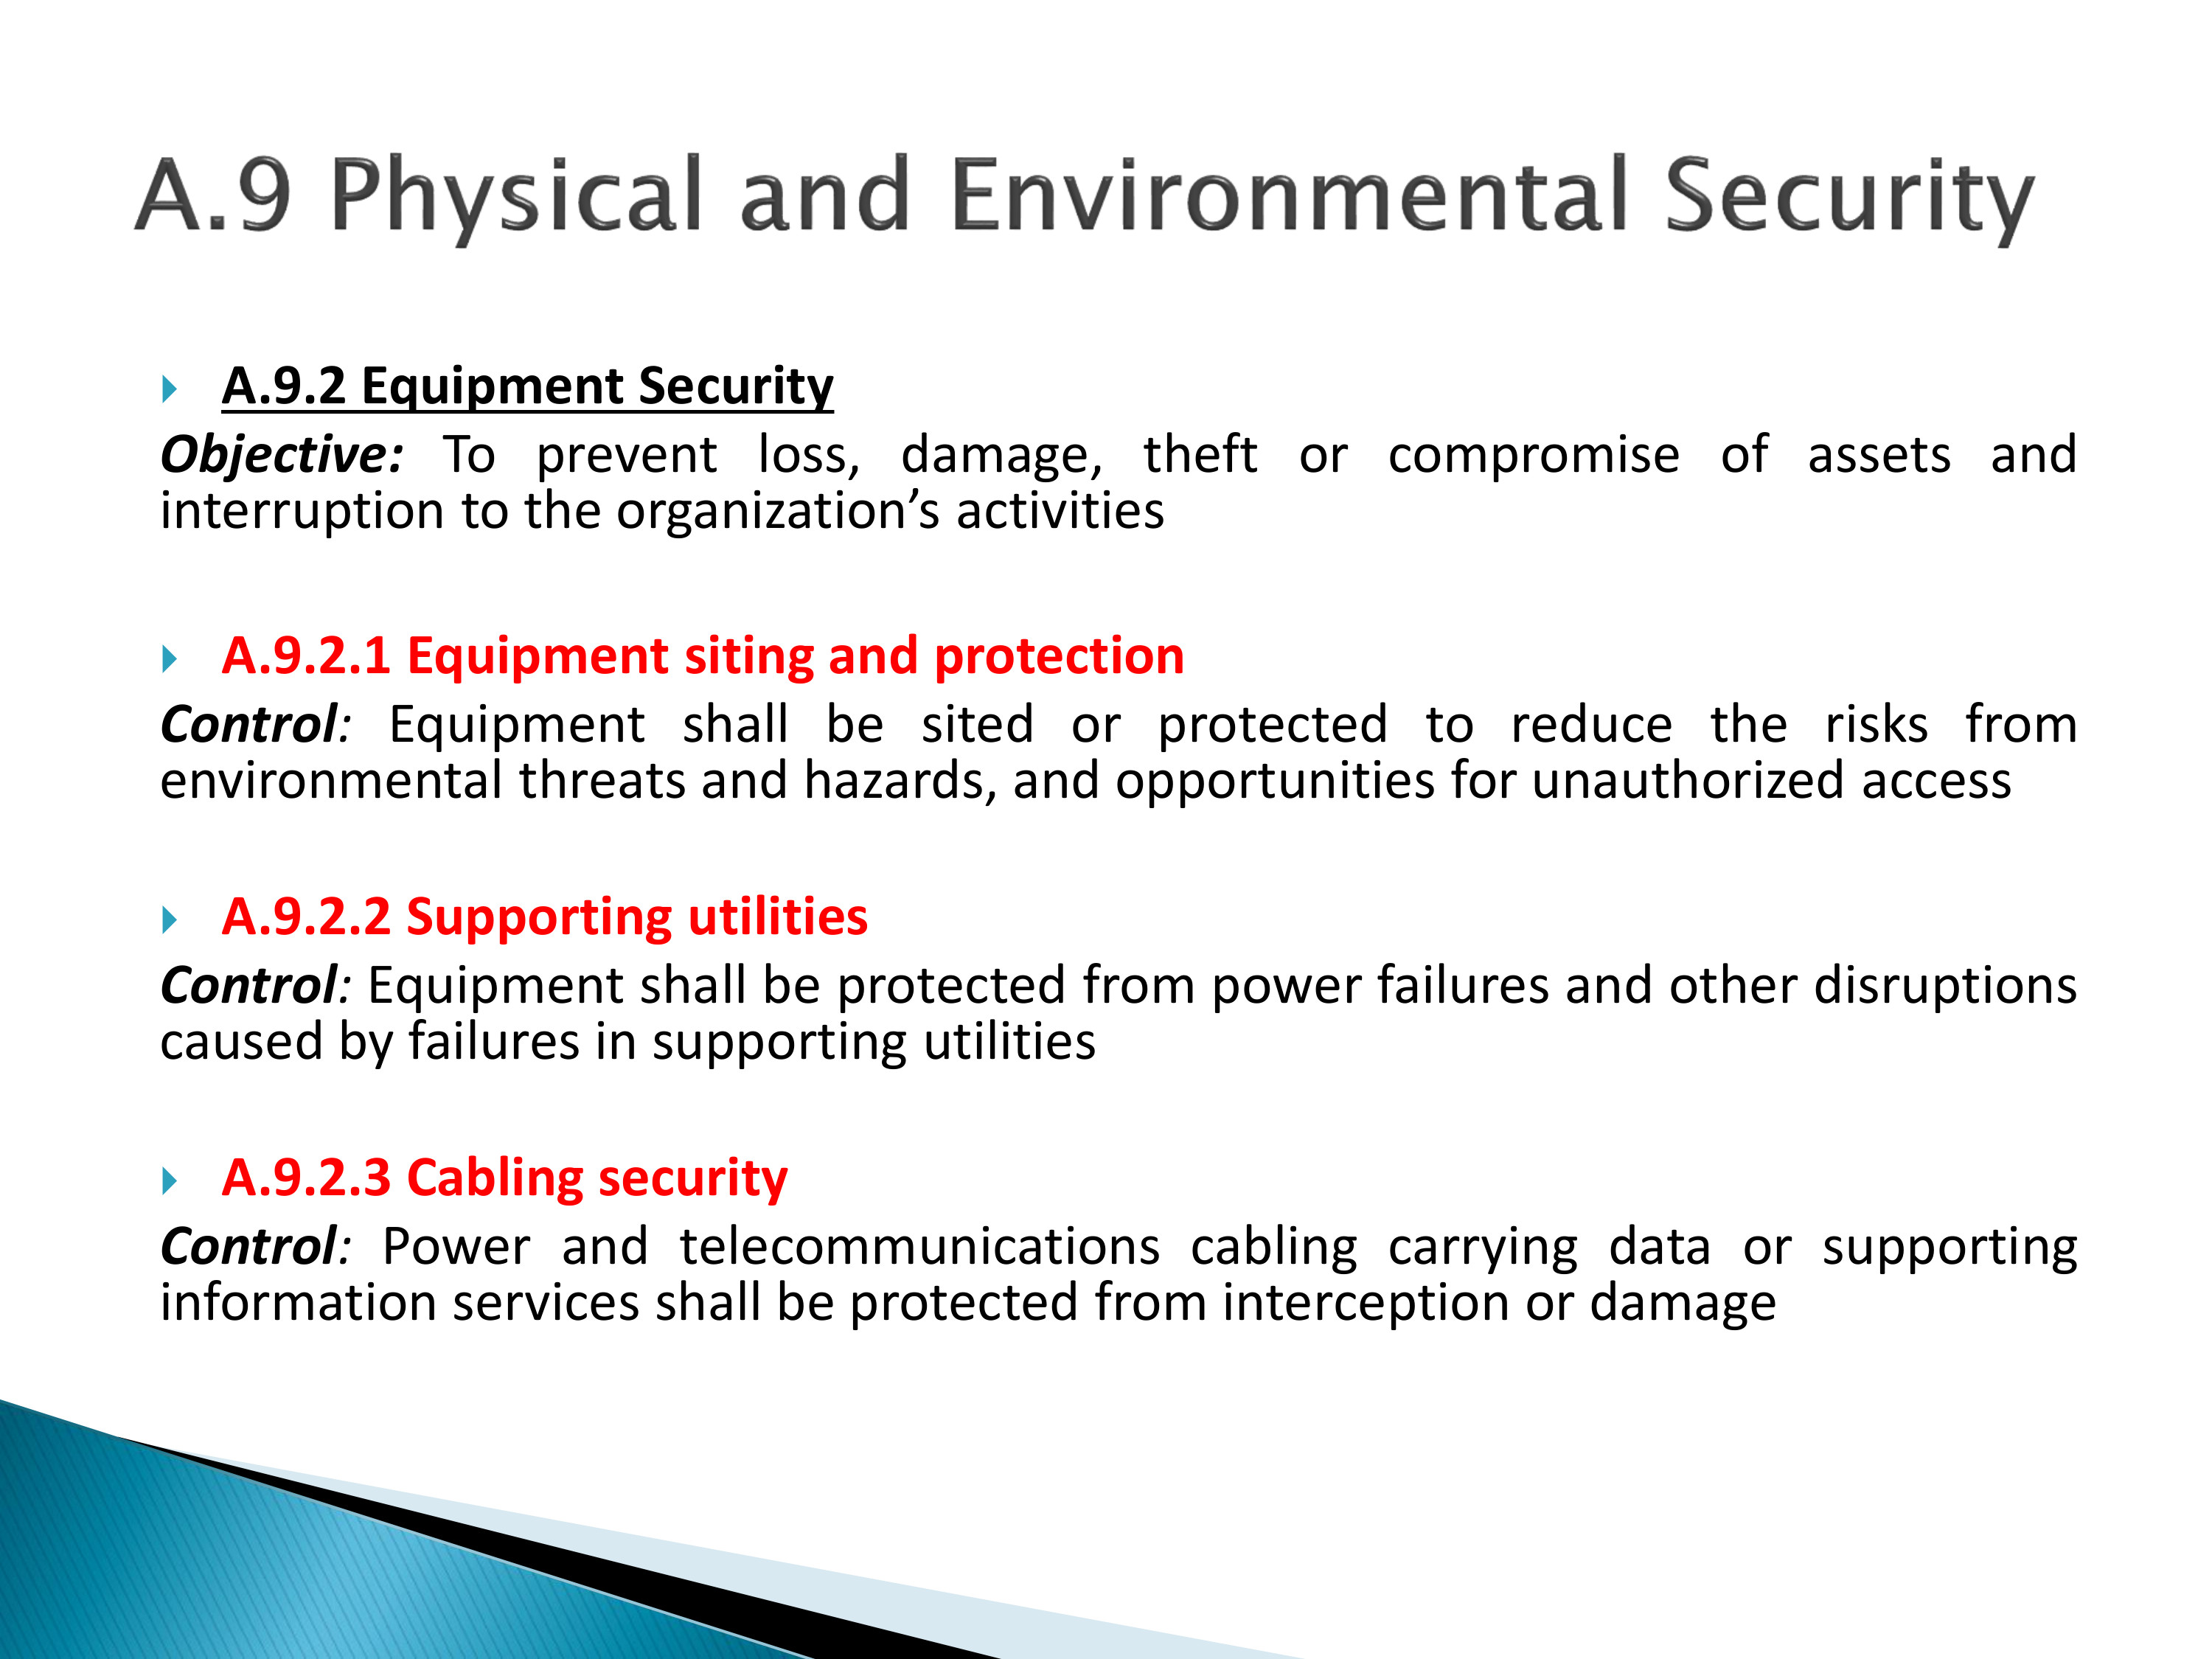 A.9 Physical and Environmental Security
A.9.2 Equipment Security
Objective: To prevent loss, damage, theft or compromise of assets and
interruption to the organization’s activities
A.9.2.1 Equipment siting and protection
Control: Equipment shall be sited or protected to reduce the risks from
environmental threats and hazards, and opportunities for unauthorized access
A.9.2.2 Supporting utilities
Control: Equipment shall be protected from power failures and other disruptions
caused by failures in supporting utilities
A.9.2.3 Cabling security
Control: Power and telecommunications cabling carrying data or supporting
information services shall be protected from interception or damage